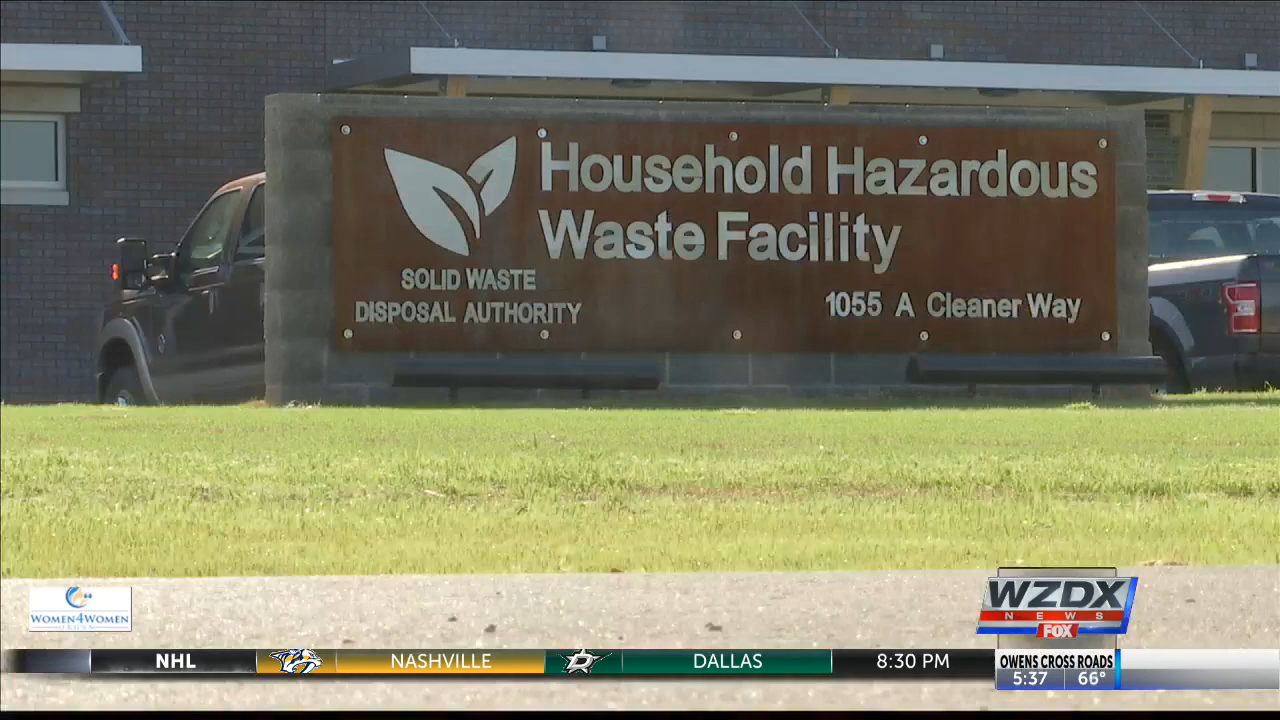 Household Hazardous
Waste Facility
SOLID WASTE
DISPOSAL AUTHORITY
1055 A Cleaner Way
WOMEN4WOMEN
WZDX
NEWS
FOX
NHL NASHVILLE DALLAS 8:30 PM
OWENS CROSS ROADS
5:37 66°